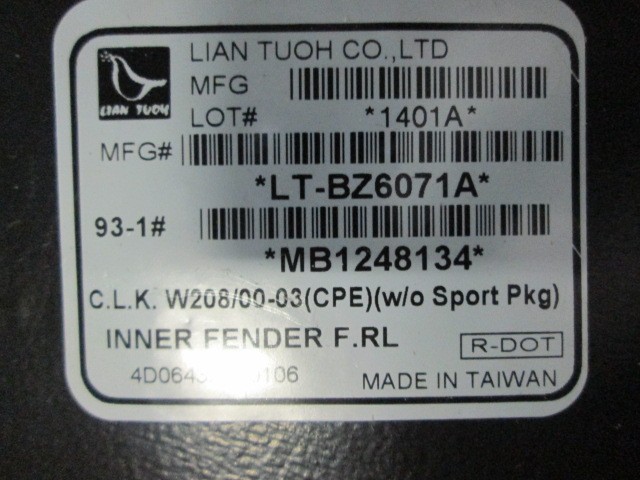 LIAN TUOH CO.,LTD
LIAN TUOH
MFG
LOT# *1401A*
MFG#
*LT-BZ6071A*
93-1#
*MB1248134*
C.L.K. W208/00-03(CPE)(w/o Sport Pkg)
INNER FENDER F.RL
R-DOT
MADE IN TAIWAN